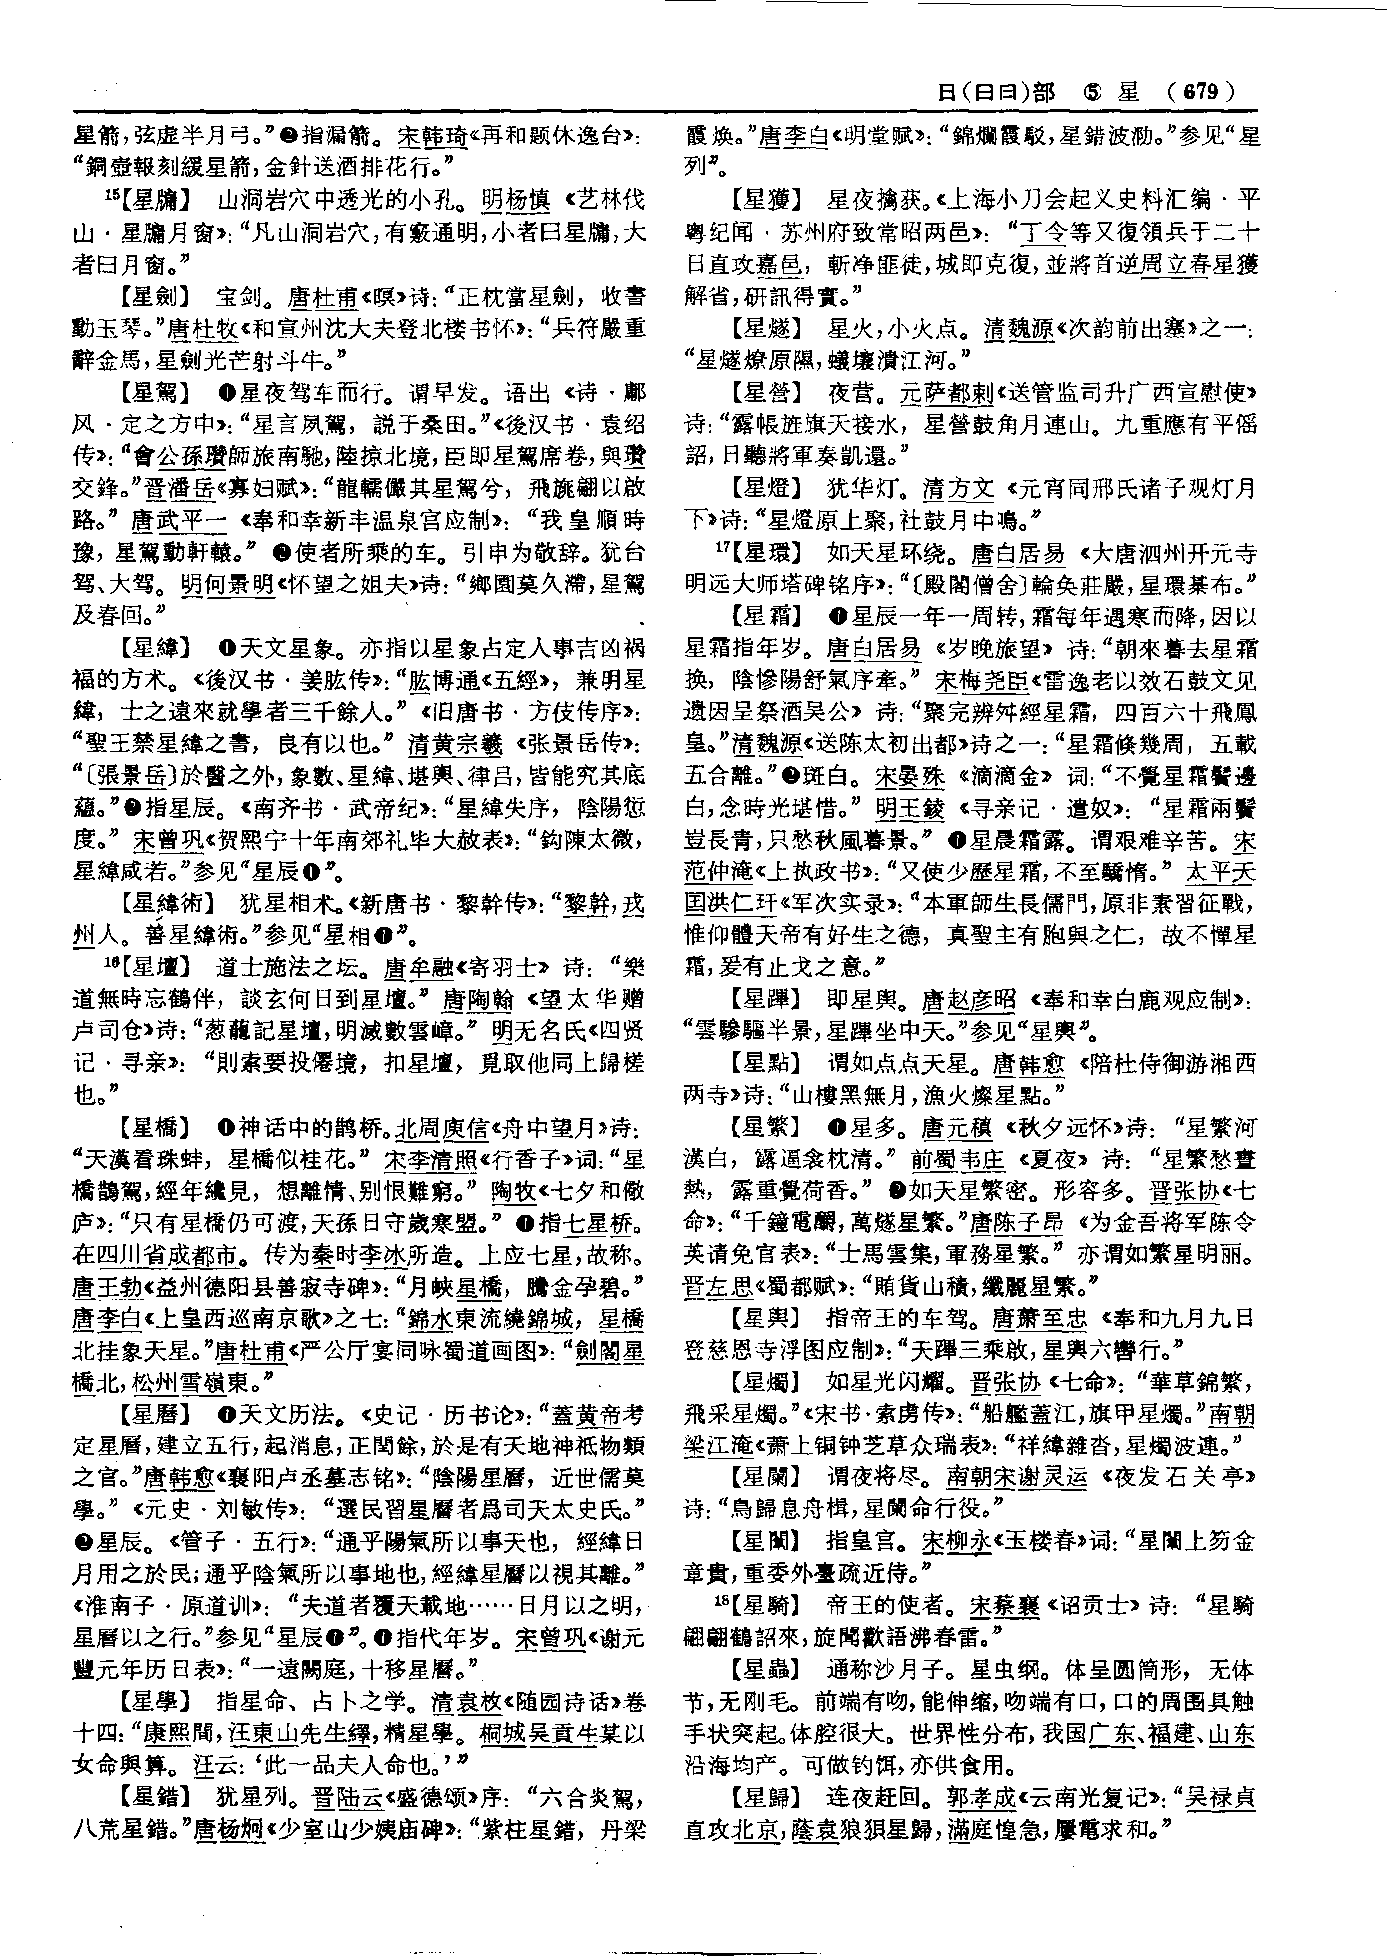 日(日曰)部 ⑤ 星 (679)
星箭,弦虚半月弓。”❷指漏箭。宋韩琦《再和题休逸台》:
“銅壺報刻緩星箭,金針送酒排花行。”
15【星牖】 山洞岩穴中透光的小孔。明杨慎《艺林伐
山·星牖月窗》:“凡山洞岩穴,有竅通明,小者曰星牖,大
者曰月窗。”
【星劍】 宝剑。唐杜甫《暝》诗:“正枕當星劍,收書
動玉琴。”唐杜牧《和宣州沈大夫登北楼书怀》:“兵符嚴重
辭金馬,星劍光芒射斗牛。”
【星駕】 ❶星夜驾车而行。谓早发。语出《诗·鄘
风·定之方中》:“星言夙駕,説于桑田。”《後汉书·袁绍
传》:“會公孫瓚師旅南馳,陸掠北境,臣即星駕席卷,與瓚
交鋒。”晋潘岳《寡妇赋》:“龍轜儼其星駕兮,飛旐翩以啟
路。”唐武平一《奉和幸新丰温泉宫应制》:“我皇順時
豫,星駕動軒轅。”❷使者所乘的车。引申为敬辞。犹台
驾、大驾。明何景明《怀望之姐夫》诗:“鄉園莫久滯,星駕
及春回。”
【星緯】 ❶天文星象。亦指以星象占定人事吉凶祸
福的方术。《後汉书·姜肱传》:“肱博通《五經》,兼明星
緯,士之遠來就學者三千餘人。”《旧唐书·方伎传序》:
“聖王禁星緯之書,良有以也。”清黄宗羲《张景岳传》:
“〔張景岳〕於醫之外,象數、星緯、堪輿、律吕,皆能究其底
蘊。”❷指星辰。《南齐书·武帝纪》:“星緯失序,陰陽愆
度。”宋曾巩《贺熙宁十年南郊礼毕大赦表》:“鈎陳太微,
星緯咸若。”参见“星辰❶”。
【星緯術】 犹星相术。《新唐书·黎幹传》:“黎幹,戎
州人。善星緯術。”参见“星相❶”。
16【星壇】 道士施法之坛。唐牟融《寄羽士》诗:“樂
道無時忘鶴伴,談玄何日到星壇。”唐陶翰《望太华赠
卢司仓》诗:“葱蘢記星壇,明滅數雲嶂。”明无名氏《四贤
记·寻亲》:“則索要投僊境,扣星壇,覓取他同上歸槎
也。”
【星橋】 ❶神话中的鹊桥。北周庾信《舟中望月》诗:
“天漢看珠蚌,星橋似桂花。”宋李清照《行香子》词:“星
橋鵲駕,經年纔見,想離情、别恨難窮。”陶牧《七夕和儆
庐》:“只有星橋仍可渡,天孫日守歲寒盟。”❷指七星桥。
在四川省成都市。传为秦时李冰所造。上应七星,故称。
唐王勃《益州德阳县善寂寺碑》:“月峽星橋,騰金孕碧。”
唐李白《上皇西巡南京歌》之七:“錦水東流繞錦城,星橋
北挂象天星。”唐杜甫《严公厅宴同咏蜀道画图》:“劍閣星
橋北,松州雪嶺東。”
【星曆】 ❶天文历法。《史记·历书论》:“蓋黄帝考
定星曆,建立五行,起消息,正閏餘,於是有天地神祇物類
之官。”唐韩愈《襄阳卢丞墓志铭》:“陰陽星曆,近世儒莫
學。”《元史·刘敏传》:“選民習星曆者爲司天太史氏。”
❷星辰。《管子·五行》:“通乎陽氣所以事天也,經緯日
月用之於民;通乎陰氣所以事地也,經緯星曆以視其離。”
《淮南子·原道训》:“夫道者覆天載地……日月以之明,
星曆以之行。”参见“星辰❶”。❸指代年岁。宋曾巩《谢元
豐元年历日表》:“一遠闕庭,十移星曆。”
【星學】 指星命、占卜之学。清袁枚《随园诗话》卷
十四:“康熙間,汪東山先生繹,精星學。桐城吴貢生某以
女命與算。汪云:‘此一品夫人命也。’”
【星錯】 犹星列。晋陆云《盛德颂》序:“六合炎駕,
八荒星錯。”唐杨炯《少室山少姨庙碑》:“紫柱星錯,丹梁
霞焕。”唐李白《明堂赋》:“錦爛霞駁,星錯波沏。”参见“星
列”。
【星獲】 星夜擒获。《上海小刀会起义史料汇编·平
粤纪闻·苏州府致常昭两邑》:“丁令等又復領兵于二十
日直攻嘉邑,斬净匪徒,城即克復,並將首逆周立春星獲
解省,研訊得實。”
【星燧】 星火,小火点。清魏源《次韵前出塞》之一:
“星燧燎原隰,蟻壤潰江河。”
【星營】 夜营。元萨都剌《送管监司升广西宣慰使》
诗:“露帳旌旗天接水,星營鼓角月連山。九重應有平傜
詔,日聽將軍奏凱還。”
【星燈】 犹华灯。清方文《元宵同邢氏诸子观灯月
下》诗:“星燈原上聚,社鼓月中鳴。”
17【星環】 如天星环绕。唐白居易《大唐泗州开元寺
明远大师塔碑铭序》:“〔殿閣僧舍〕輪奂莊嚴,星環棊布。”
【星霜】 ❶星辰一年一周转,霜每年遇寒而降,因以
星霜指年岁。唐白居易《岁晚旅望》诗:“朝來暮去星霜
换,陰慘陽舒氣序牽。”宋梅尧臣《雷逸老以效石鼓文见
遗因呈祭酒吴公》诗:“聚完辨舛經星霜,四百六十飛鳳
皇。”清魏源《送陈太初出都》诗之一:“星霜倏幾周,五載
五合離。”❷斑白。宋晏殊《滴滴金》词:“不覺星霜鬢邊
白,念時光堪惜。”明王錂《寻亲记·遣奴》:“星霜兩鬢
豈長青,只愁秋風暮景。”❸星晨霜露。谓艰难辛苦。宋
范仲淹《上执政书》:“又使少歷星霜,不至驕惰。”太平天
囯洪仁玕《军次实录》:“本軍師生長儒門,原非素習征戰,
惟仰體天帝有好生之德,真聖主有胞與之仁,故不憚星
霜,爰有止戈之意。”
【星蹕】 即星輿。唐赵彦昭《奉和幸白鹿观应制》:
“雲驂驅半景,星蹕坐中天。”参见“星輿”。
【星點】 谓如点点天星。唐韩愈《陪杜侍御游湘西
两寺》诗:“山樓黑無月,漁火燦星點。”
【星繁】 ❶星多。唐元稹《秋夕远怀》诗:“星繁河
漢白,露逼衾枕清。”前蜀韦庄《夏夜》诗:“星繁愁晝
熱,露重覺荷香。”❷如天星繁密。形容多。晋张协《七
命》:“千鐘電釂,萬燧星繁。”唐陈子昂《为金吾将军陈令
英请免官表》:“士馬雲集,軍務星繁。”亦谓如繁星明丽。
晋左思《蜀都赋》:“賄貨山積,纖麗星繁。”
【星輿】 指帝王的车驾。唐萧至忠《奉和九月九日
登慈恩寺浮图应制》:“天蹕三乘啟,星輿六轡行。”
【星燭】 如星光闪耀。晋张协《七命》:“華草錦繁,
飛采星燭。”《宋书·索虏传》:“船艦蓋江,旗甲星燭。”南朝
梁江淹《萧上铜钟芝草众瑞表》:“祥緯雜沓,星燭波連。”
【星闌】 谓夜将尽。南朝宋谢灵运《夜发石关亭》
诗:“鳥歸息舟楫,星闌命行役。”
【星闈】 指皇宫。宋柳永《玉楼春》词:“星闈上笏金
章貴,重委外臺疏近侍。”
18【星騎】 帝王的使者。宋蔡襄《诏贡士》诗:“星騎
翩翩鶴詔來,旋聞歡語沸春雷。”
【星蟲】 通称沙月子。星虫纲。体呈圆筒形,无体
节,无刚毛。前端有吻,能伸缩,吻端有口,口的周围具触
手状突起。体腔很大。世界性分布,我国广东、福建、山东
沿海均产。可做钓饵,亦供食用。
【星歸】 连夜赶回。郭孝成《云南光复记》:“吴禄貞
直攻北京,蔭袁狼狽星歸,滿庭惶急,屢電求和。”